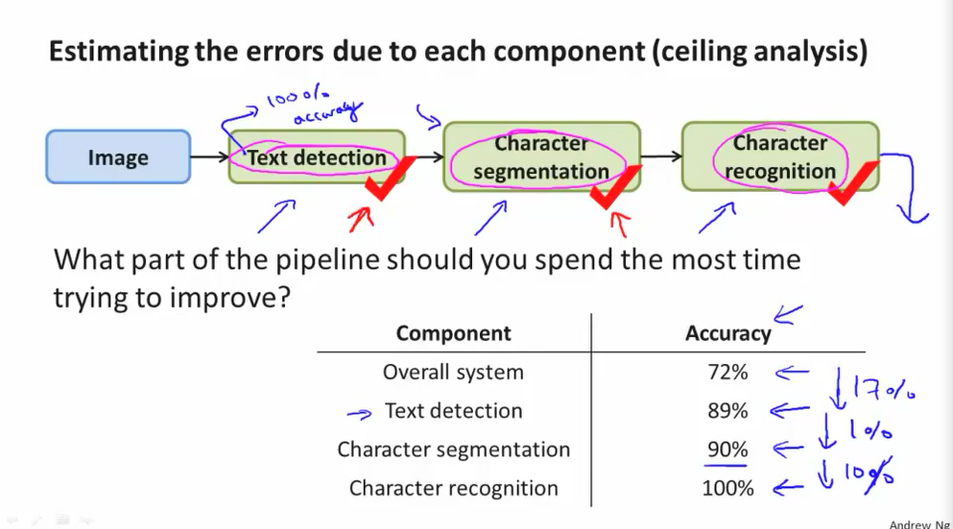 Estimating the errors due to each component (ceiling analysis)
100%
accuracy
Image
Text detection
Character
segmentation
Character
recognition
What part of the pipeline should you spend the most time
trying to improve?
Component Accuracy
Overall system 72%
17%
Text detection 89%
1%
Character segmentation 90%
10%
Character recognition 100%
Andrew Ng